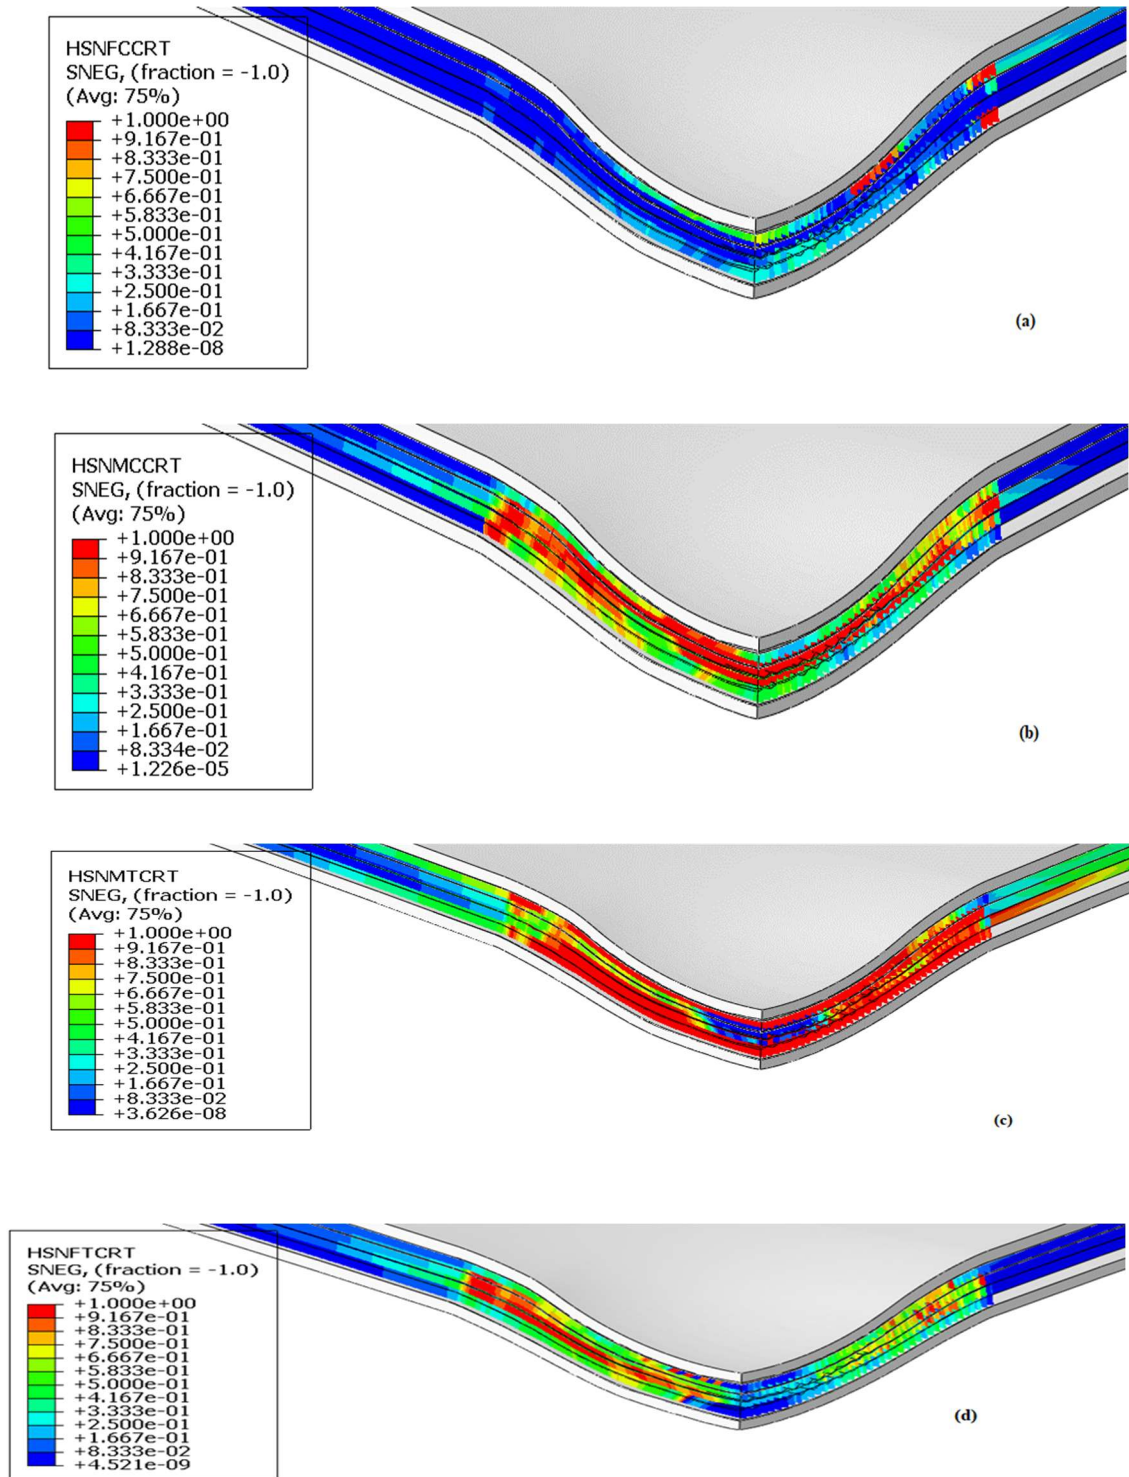 HSNFCCRT
SNEG, (fraction = -1.0)
(Avg: 75%)
+1.000e+00
+9.167e-01
+8.333e-01
+7.500e-01
+6.667e-01
+5.833e-01
+5.000e-01
+4.167e-01
+3.333e-01
+2.500e-01
+1.667e-01
+8.333e-02
+1.288e-08
(a)
HSNMCCRT
SNEG, (fraction = -1.0)
(Avg: 75%)
+1.000e+00
+9.167e-01
+8.333e-01
+7.500e-01
+6.667e-01
+5.833e-01
+5.000e-01
+4.167e-01
+3.333e-01
+2.500e-01
+1.667e-01
+8.334e-02
+1.226e-05
(b)
HSNMTCRT
SNEG, (fraction = -1.0)
(Avg: 75%)
+1.000e+00
+9.167e-01
+8.333e-01
+7.500e-01
+6.667e-01
+5.833e-01
+5.000e-01
+4.167e-01
+3.333e-01
+2.500e-01
+1.667e-01
+8.333e-02
+3.626e-08
(c)
HSNFTCRT
SNEG, (fraction = -1.0)
(Avg: 75%)
+1.000e+00
+9.167e-01
+8.333e-01
+7.500e-01
+6.667e-01
+5.833e-01
+5.000e-01
+4.167e-01
+3.333e-01
+2.500e-01
+1.667e-01
+8.333e-02
+4.521e-09
(d)